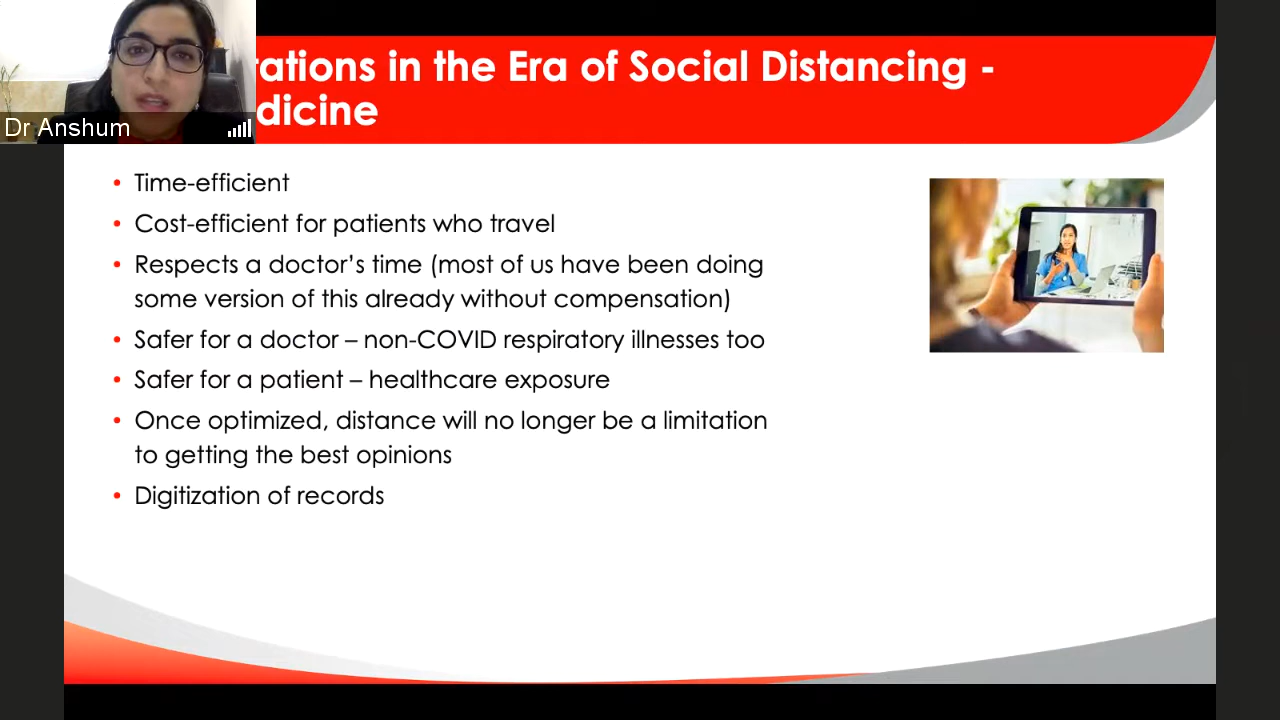 tations in the Era of Social Distancing -
dicine
Dr Anshum
• Time-efficient
• Cost-efficient for patients who travel
• Respects a doctor’s time (most of us have been doing
some version of this already without compensation)
• Safer for a doctor – non-COVID respiratory illnesses too
• Safer for a patient – healthcare exposure
• Once optimized, distance will no longer be a limitation
to getting the best opinions
• Digitization of records